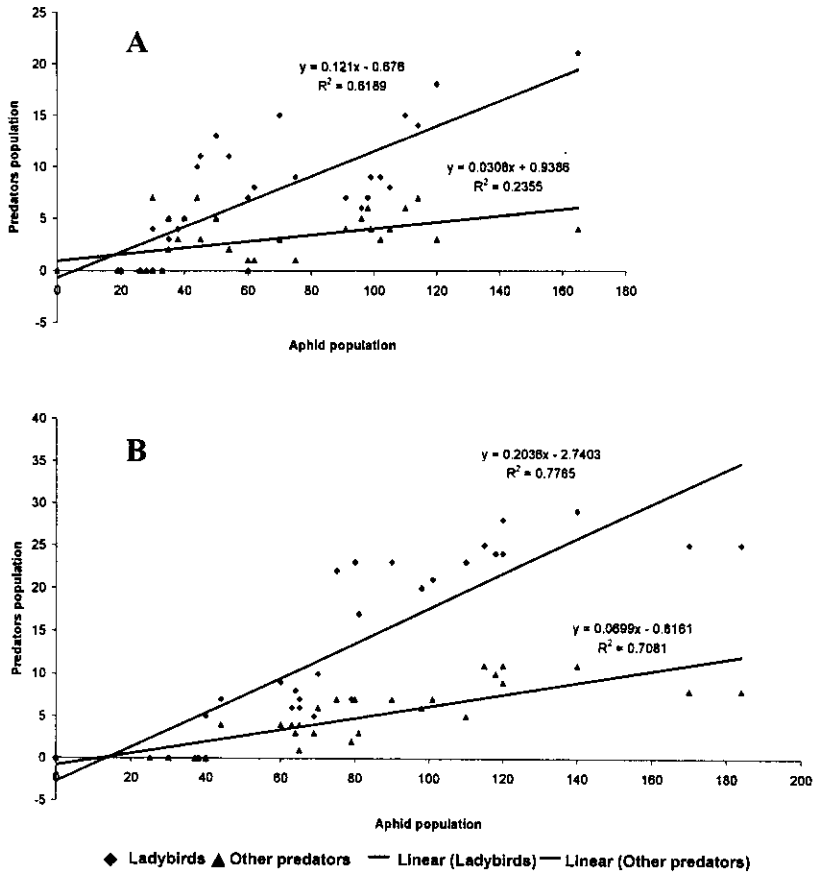 A
25
20
15
10
5
0
-5
Predators population
y = 0.121x - 0.676
R² = 0.6189
y = 0.0308x + 0.9386
R² = 0.2355
0 20 40 60 80 100 120 140 160 180
Aphid population
B
40
35
30
25
20
15
10
5
0
-5
Predators population
y = 0.2036x - 2.7403
R² = 0.7765
y = 0.0699x - 0.8161
R² = 0.7081
0 20 40 60 80 100 120 140 160 180 200
Aphid population
Ladybirds Other predators Linear (Ladybirds) Linear (Other predators)